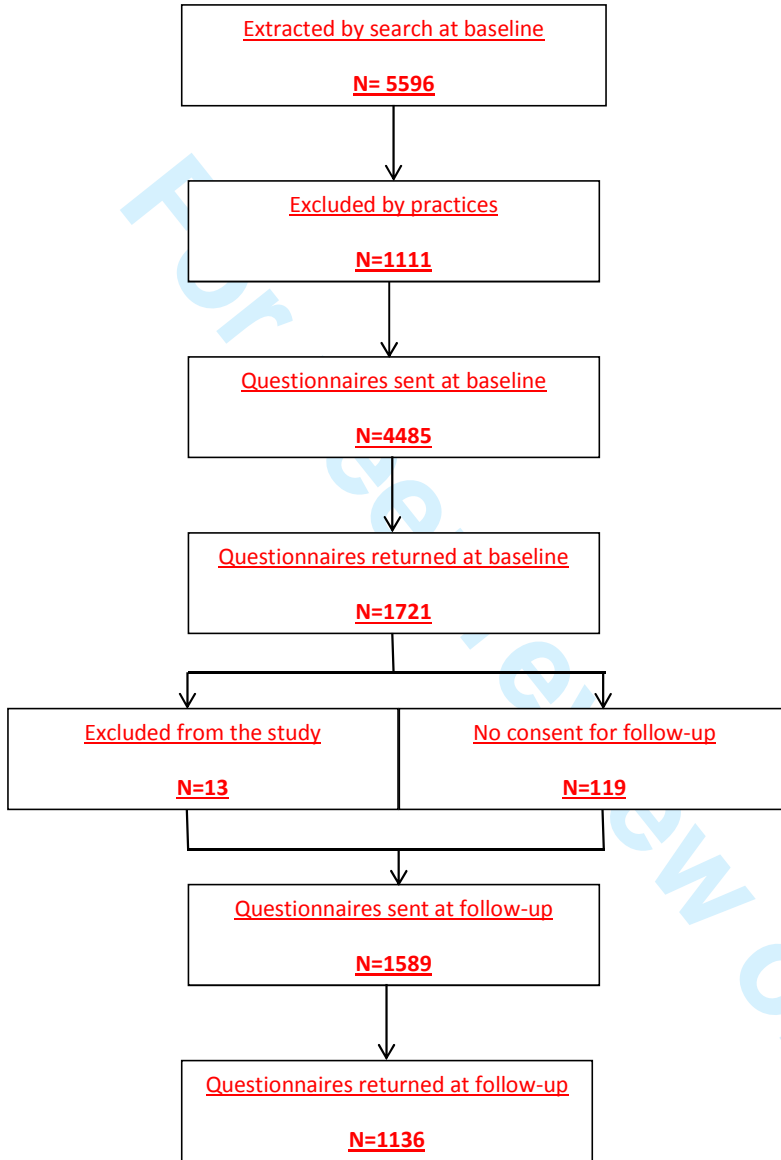 Extracted by search at baseline
N= 5596
Excluded by practices
N=1111
Questionnaires sent at baseline
N=4485
Questionnaires returned at baseline
N=1721
Excluded from the study
N=13
No consent for follow-up
N=119
Questionnaires sent at follow-up
N=1589
Questionnaires returned at follow-up
N=1136